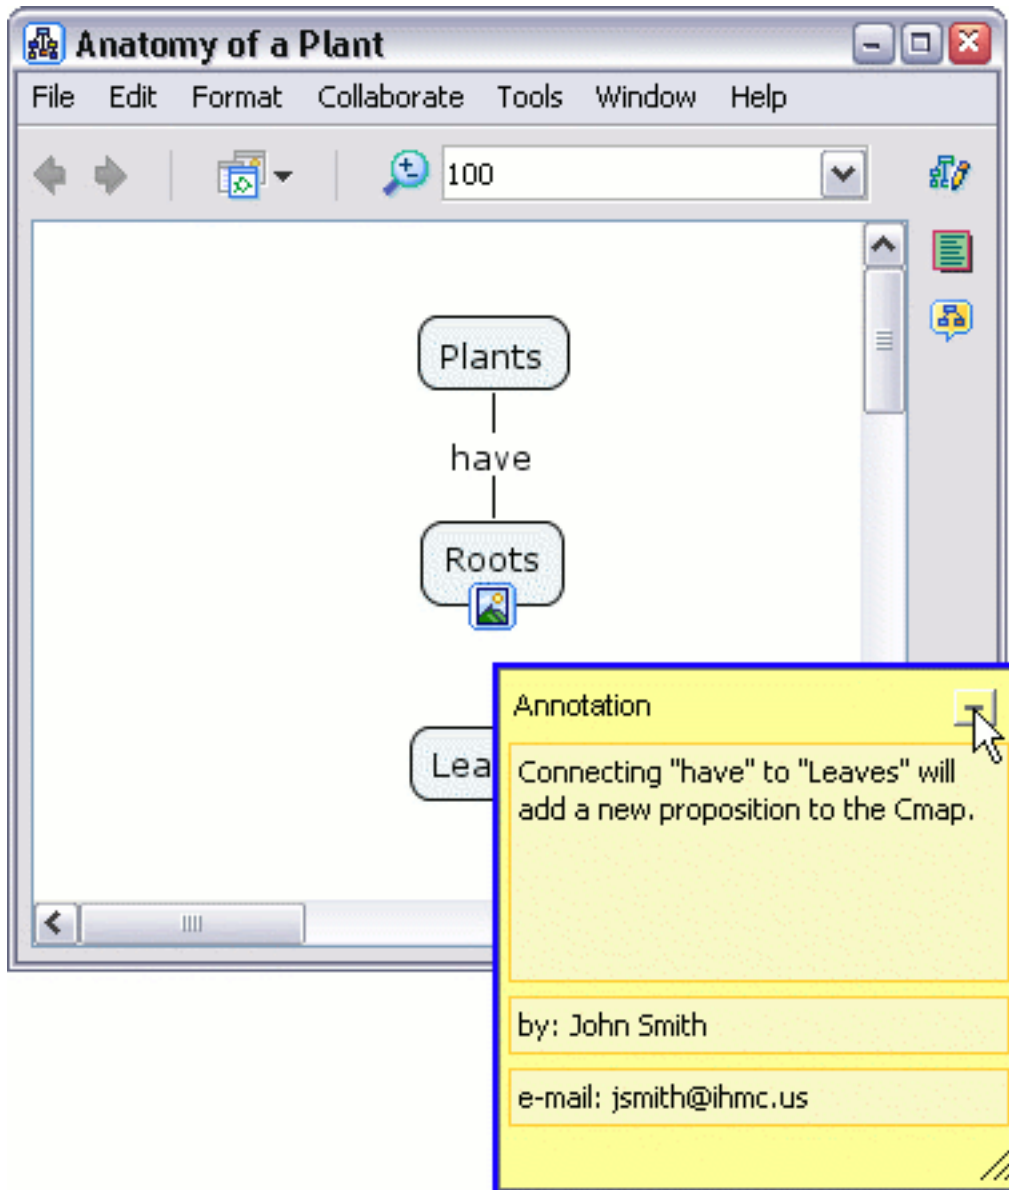 Anatomy of a Plant
File Edit Format Collaborate Tools Window Help
100
Plants
have
Roots
Lea
Annotation
Connecting "have" to "Leaves" will
add a new proposition to the Cmap.
by: John Smith
e-mail: jsmith@ihmc.us